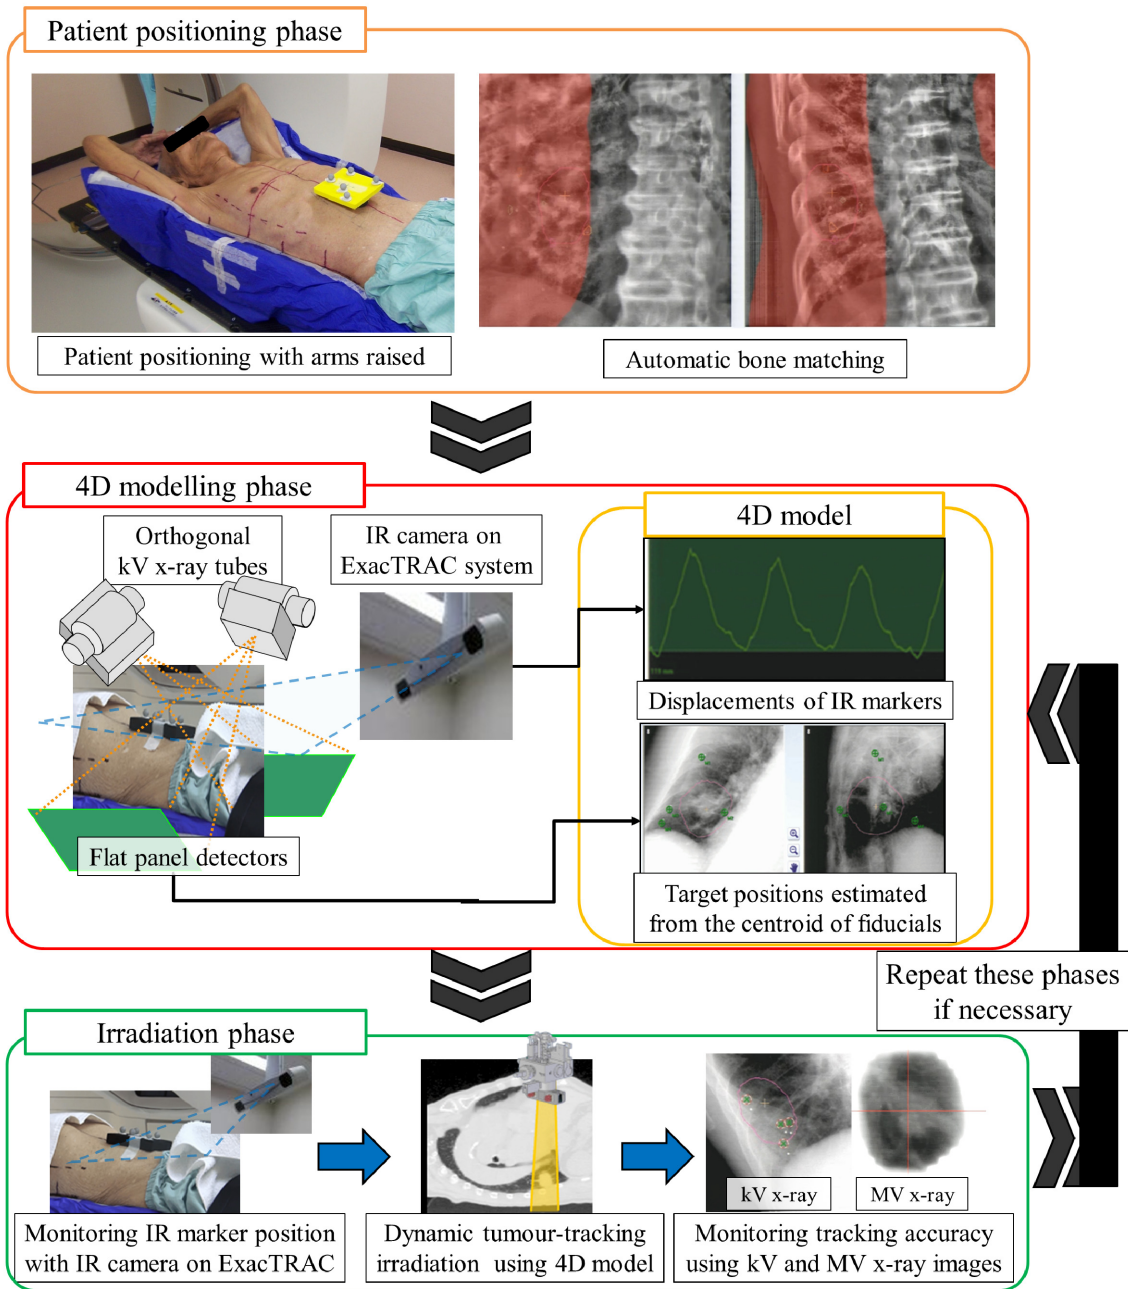 Patient positioning phase
Patient positioning with arms raised
Automatic bone matching
4D modelling phase
Orthogonal
kV x-ray tubes
IR camera on
ExacTRAC system
4D model
Displacements of IR markers
Flat panel detectors
Target positions estimated
from the centroid of fiducials
Repeat these phases
if necessary
Irradiation phase
kV x-ray
MV x-ray
Monitoring IR marker position
with IR camera on ExacTRAC
Dynamic tumour-tracking
irradiation using 4D model
Monitoring tracking accuracy
using kV and MV x-ray images